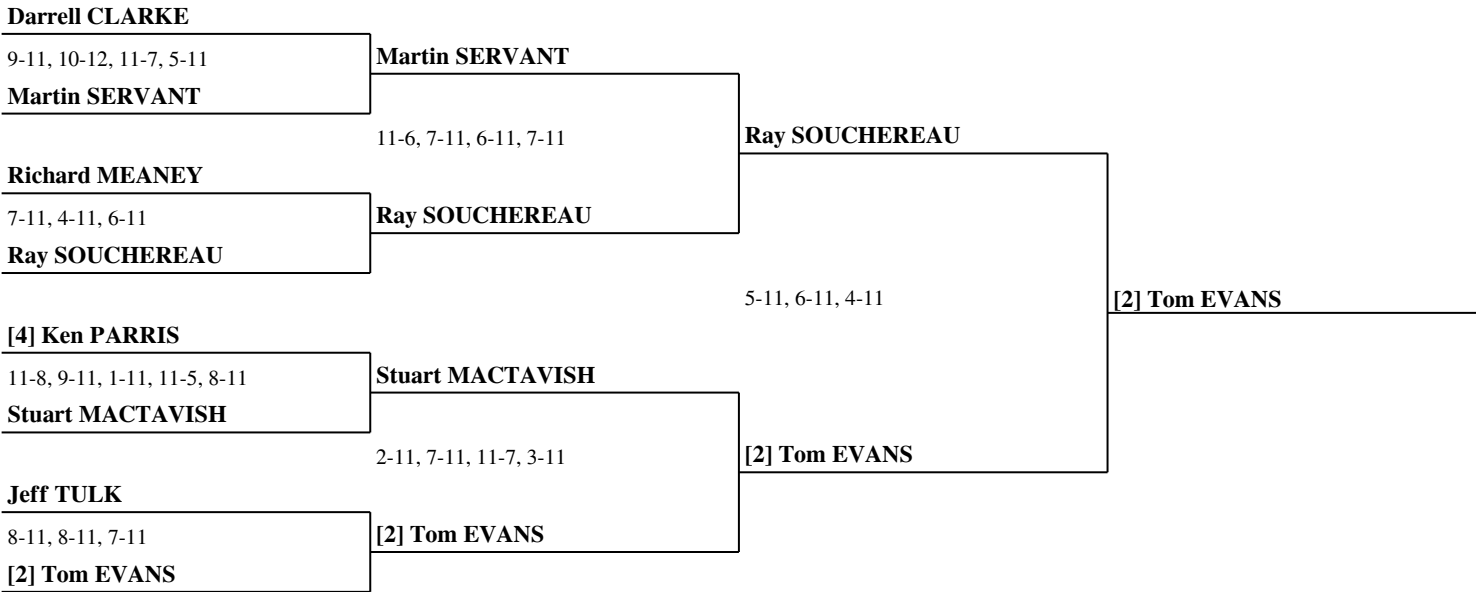 Darrell CLARKE
9-11, 10-12, 11-7, 5-11
Martin SERVANT
Martin SERVANT
11-6, 7-11, 6-11, 7-11
Ray SOUCHEREAU
Richard MEANEY
7-11, 4-11, 6-11
Ray SOUCHEREAU
Ray SOUCHEREAU
5-11, 6-11, 4-11
[2] Tom EVANS
[4] Ken PARRIS
11-8, 9-11, 1-11, 11-5, 8-11
Stuart MACTAVISH
Stuart MACTAVISH
2-11, 7-11, 11-7, 3-11
[2] Tom EVANS
Jeff TULK
8-11, 8-11, 7-11
[2] Tom EVANS
[2] Tom EVANS